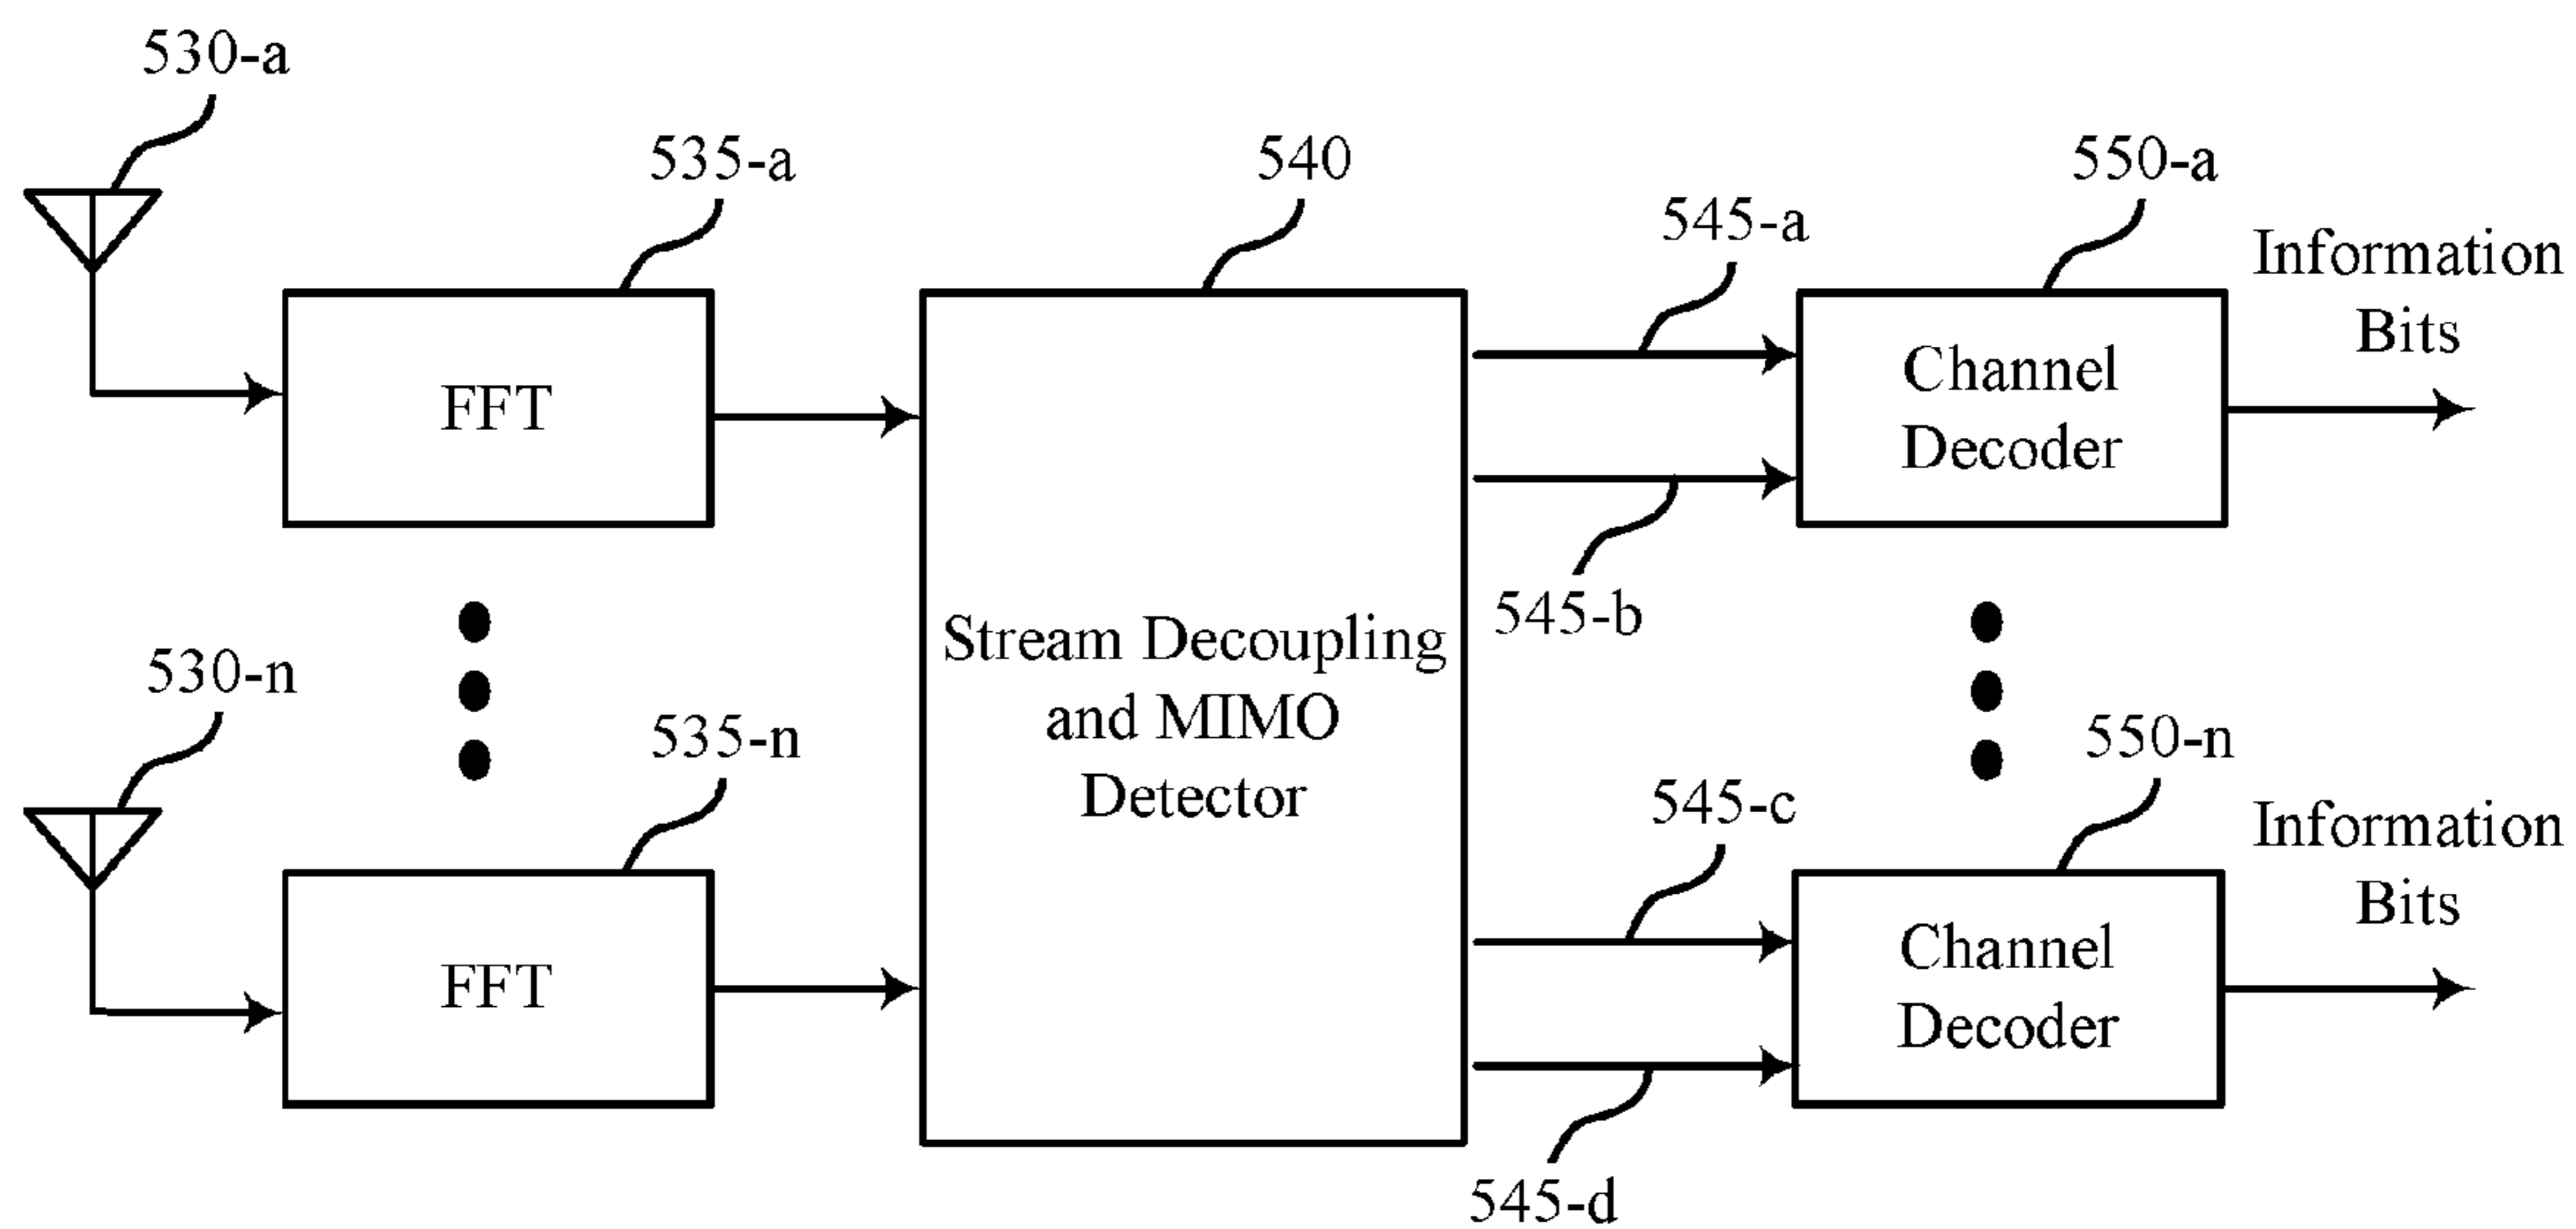 530-a
535-a
540
550-a
545-a
Information
Bits
FFT
Channel
Decoder
545-b
Stream Decoupling
and MIMO
Detector
530-n
535-n
550-n
545-c
Information
Bits
FFT
Channel
Decoder
545-d